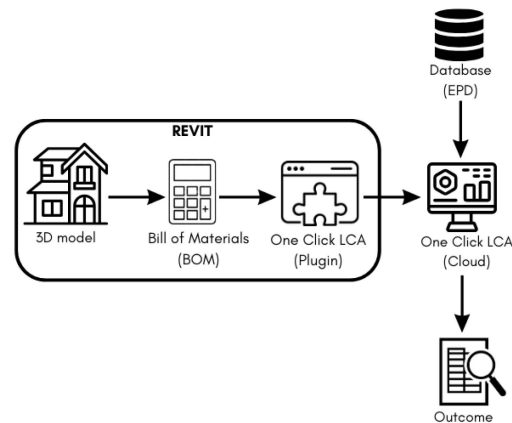 Database
(EPD)
REVIT
3D model
Bill of Materials
(BOM)
One Click LCA
(Plugin)
One Click LCA
(Cloud)
Outcome